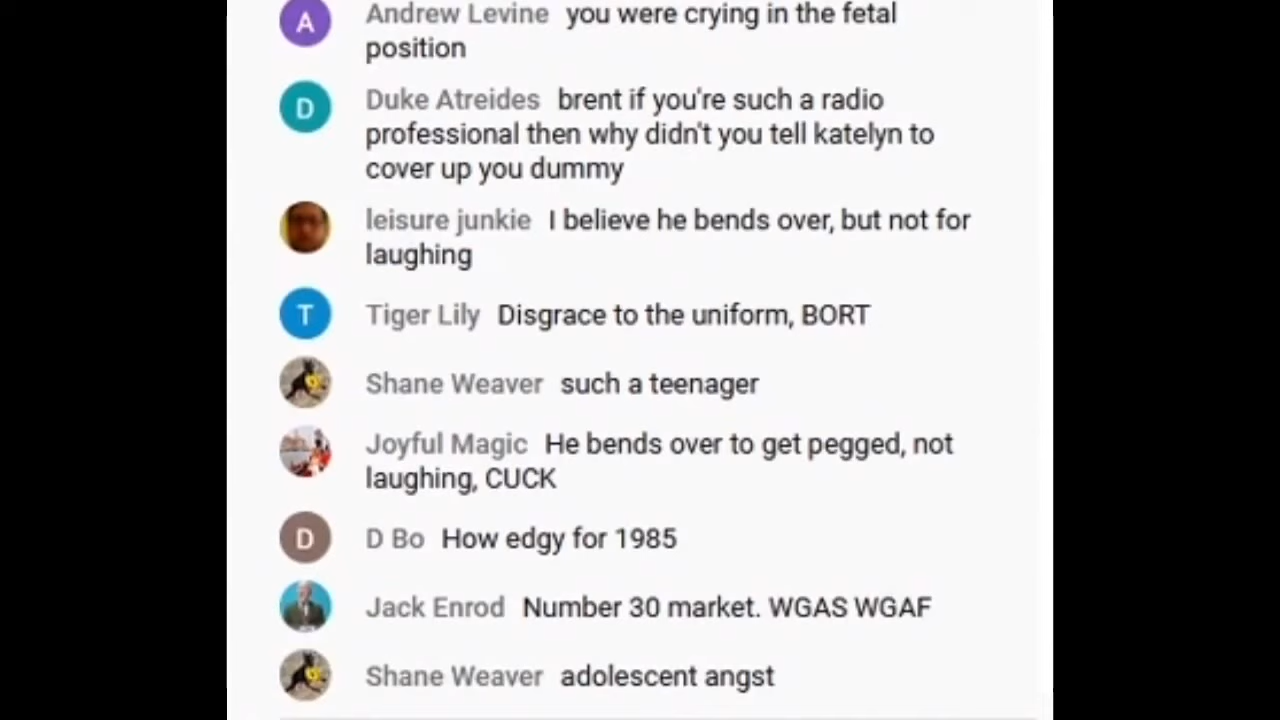 A Andrew Levine you were crying in the fetal
position
D Duke Atreides brent if you're such a radio
professional then why didn't you tell katelyn to
cover up you dummy
leisure junkie I believe he bends over, but not for
laughing
T Tiger Lily Disgrace to the uniform, BORT
Shane Weaver such a teenager
Joyful Magic He bends over to get pegged, not
laughing, CUCK
D D Bo How edgy for 1985
Jack Enrod Number 30 market. WGAS WGAF
Shane Weaver adolescent angst